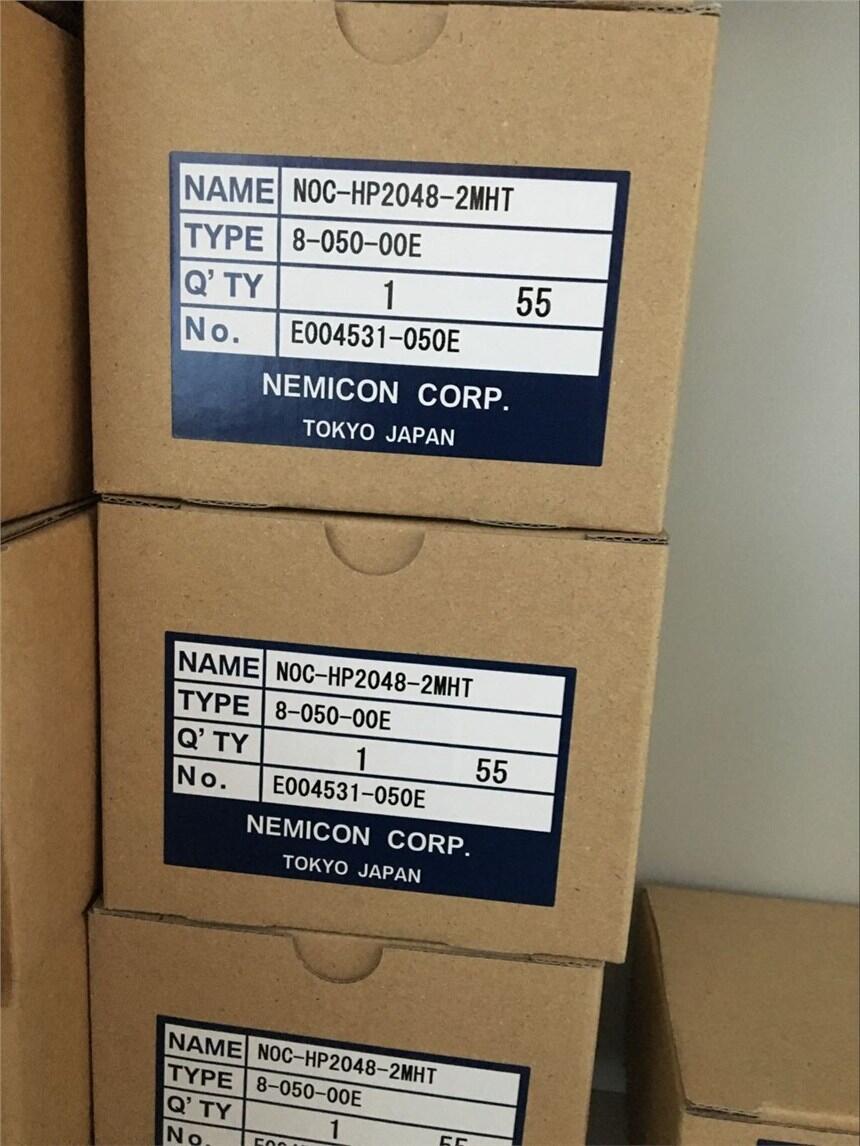 NAME NOC-HP2048-2MHT
TYPE 8-050-00E
Q'TY 1 55
No. E004531-050E
NEMICON CORP.
TOKYO JAPAN
NAME NOC-HP2048-2MHT
TYPE 8-050-00E
Q'TY 1 55
No. E004531-050E
NEMICON CORP.
TOKYO JAPAN
NAME NOC-HP2048-2MHT
TYPE 8-050-00E
Q'TY 1 55
No.